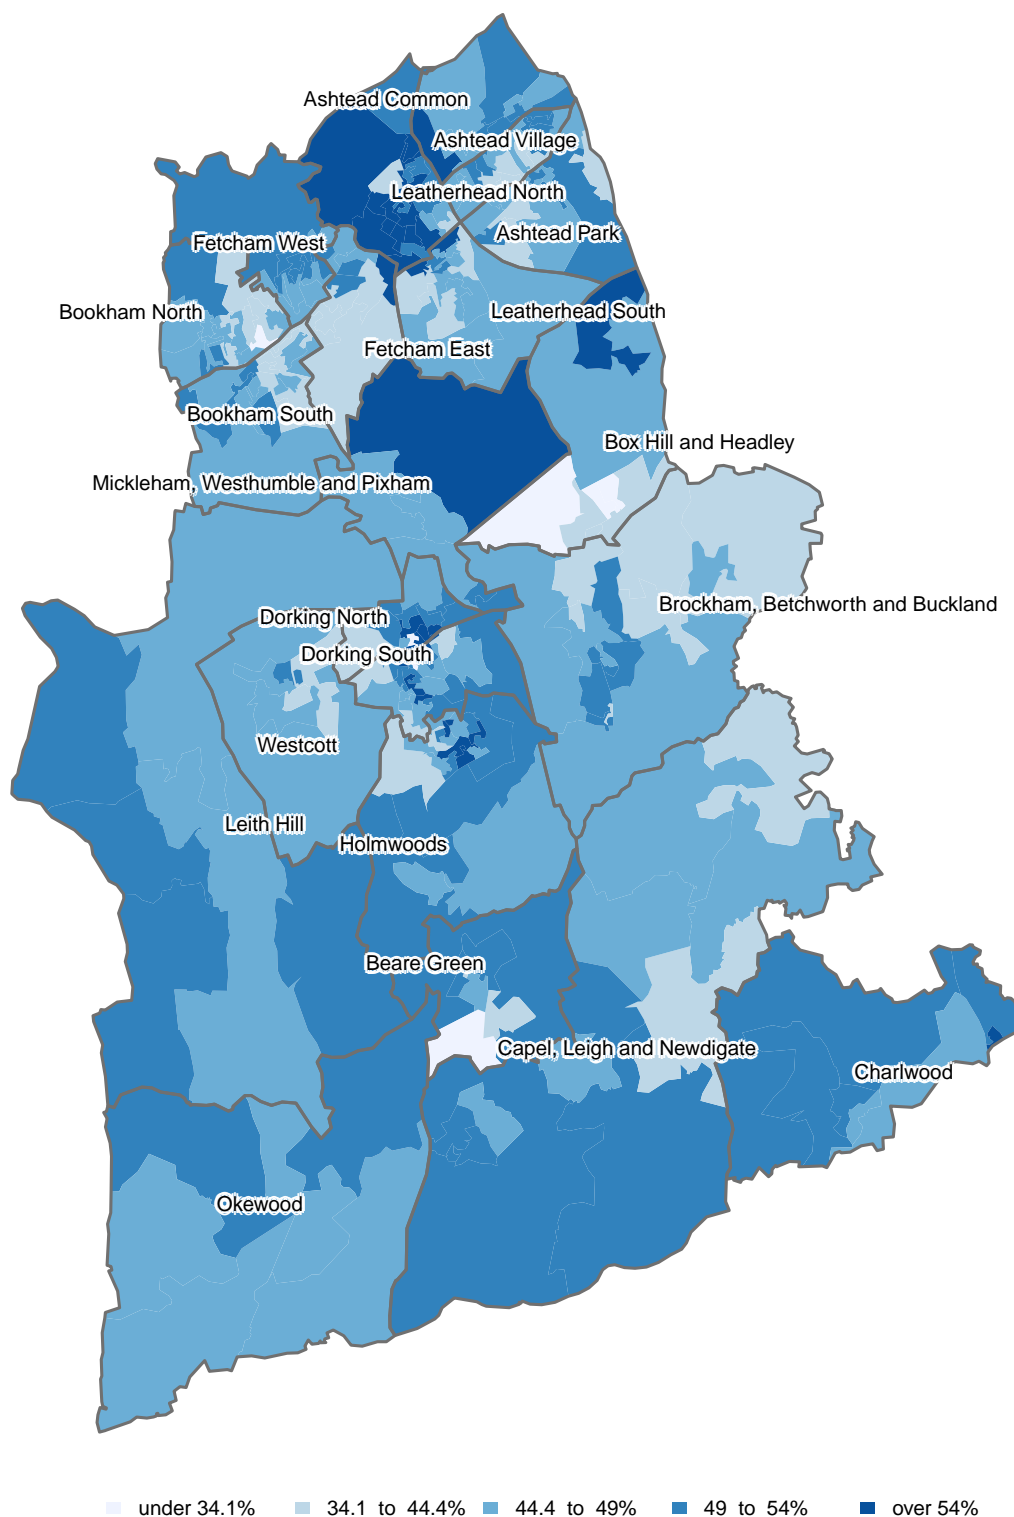 Ashtead Common
Ashtead Village
Leatherhead North
Ashtead Park
Fetcham West
Bookham North
Leatherhead South
Fetcham East
Bookham South
Box Hill and Headley
Mickleham, Westhumble and Pixham
Brockham, Betchworth and Buckland
Dorking North
Dorking South
Westcott
Leith Hill
Holmwoods
Beare Green
Capel, Leigh and Newdigate
Charlwood
Okewood
under 34.1% 34.1 to 44.4% 44.4 to 49% 49 to 54% over 54%